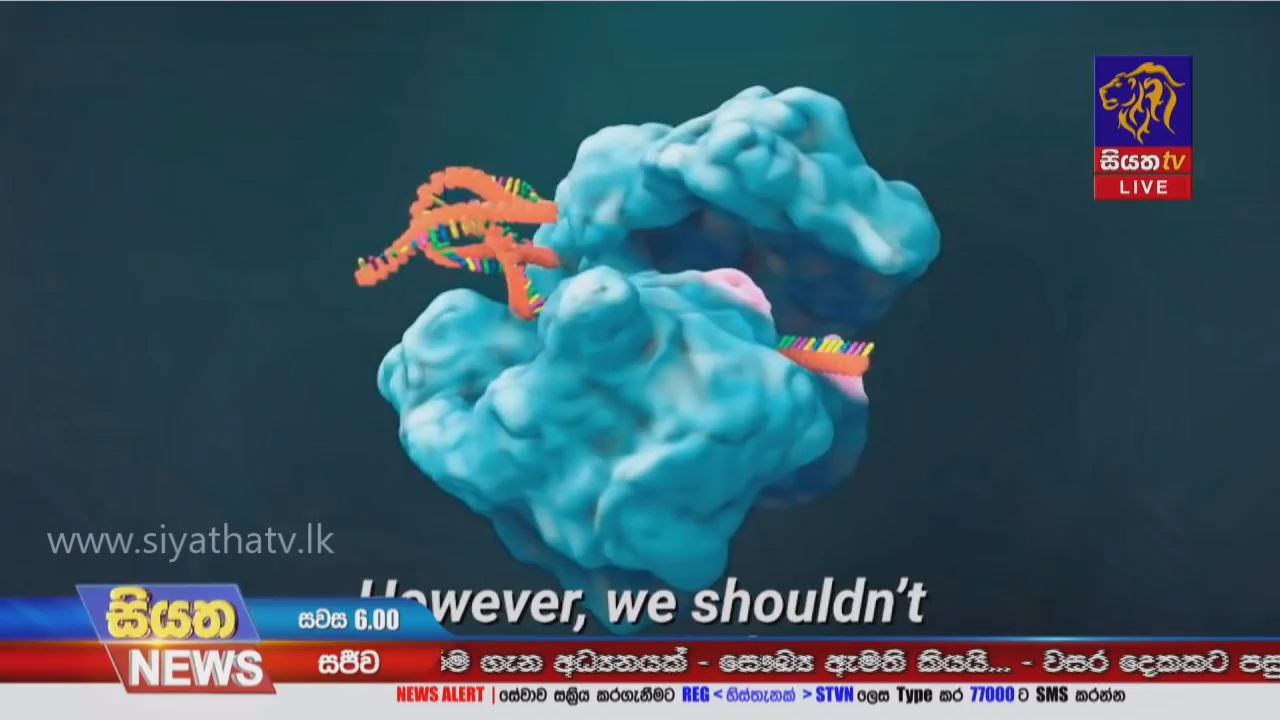 සියත tv
LIVE
www.siyathatv.lk
However, we shouldn't
සියත
NEWS
සවස 6.00
සජීව
ගැන අධ්‍යනයක් - සෞඛ්‍ය ඇමති කියයි... - වසර දෙකකට
NEWS ALERT | සේවාව සක්‍රිය කරගැනීමට REG < හිස්තැනක් > STVN ලෙස Type කර 77000 ට SMS කරන්න